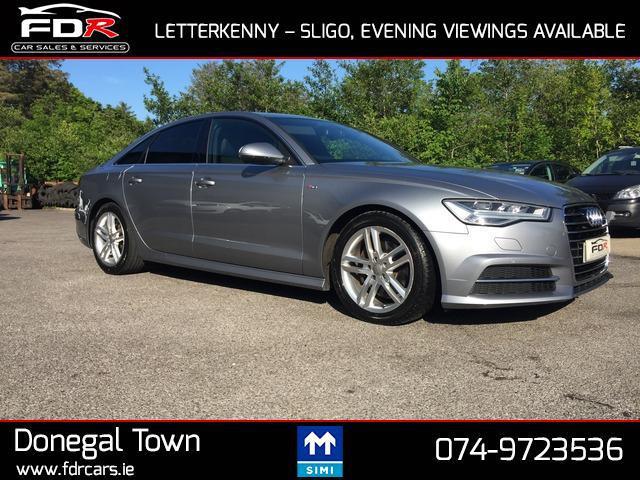 FDR
CAR SALES & SERVICES
LETTERKENNY – SLIGO, EVENING VIEWINGS AVAILABLE
FDR
Donegal Town
www.fdrcars.ie
SIMI
074-9723536